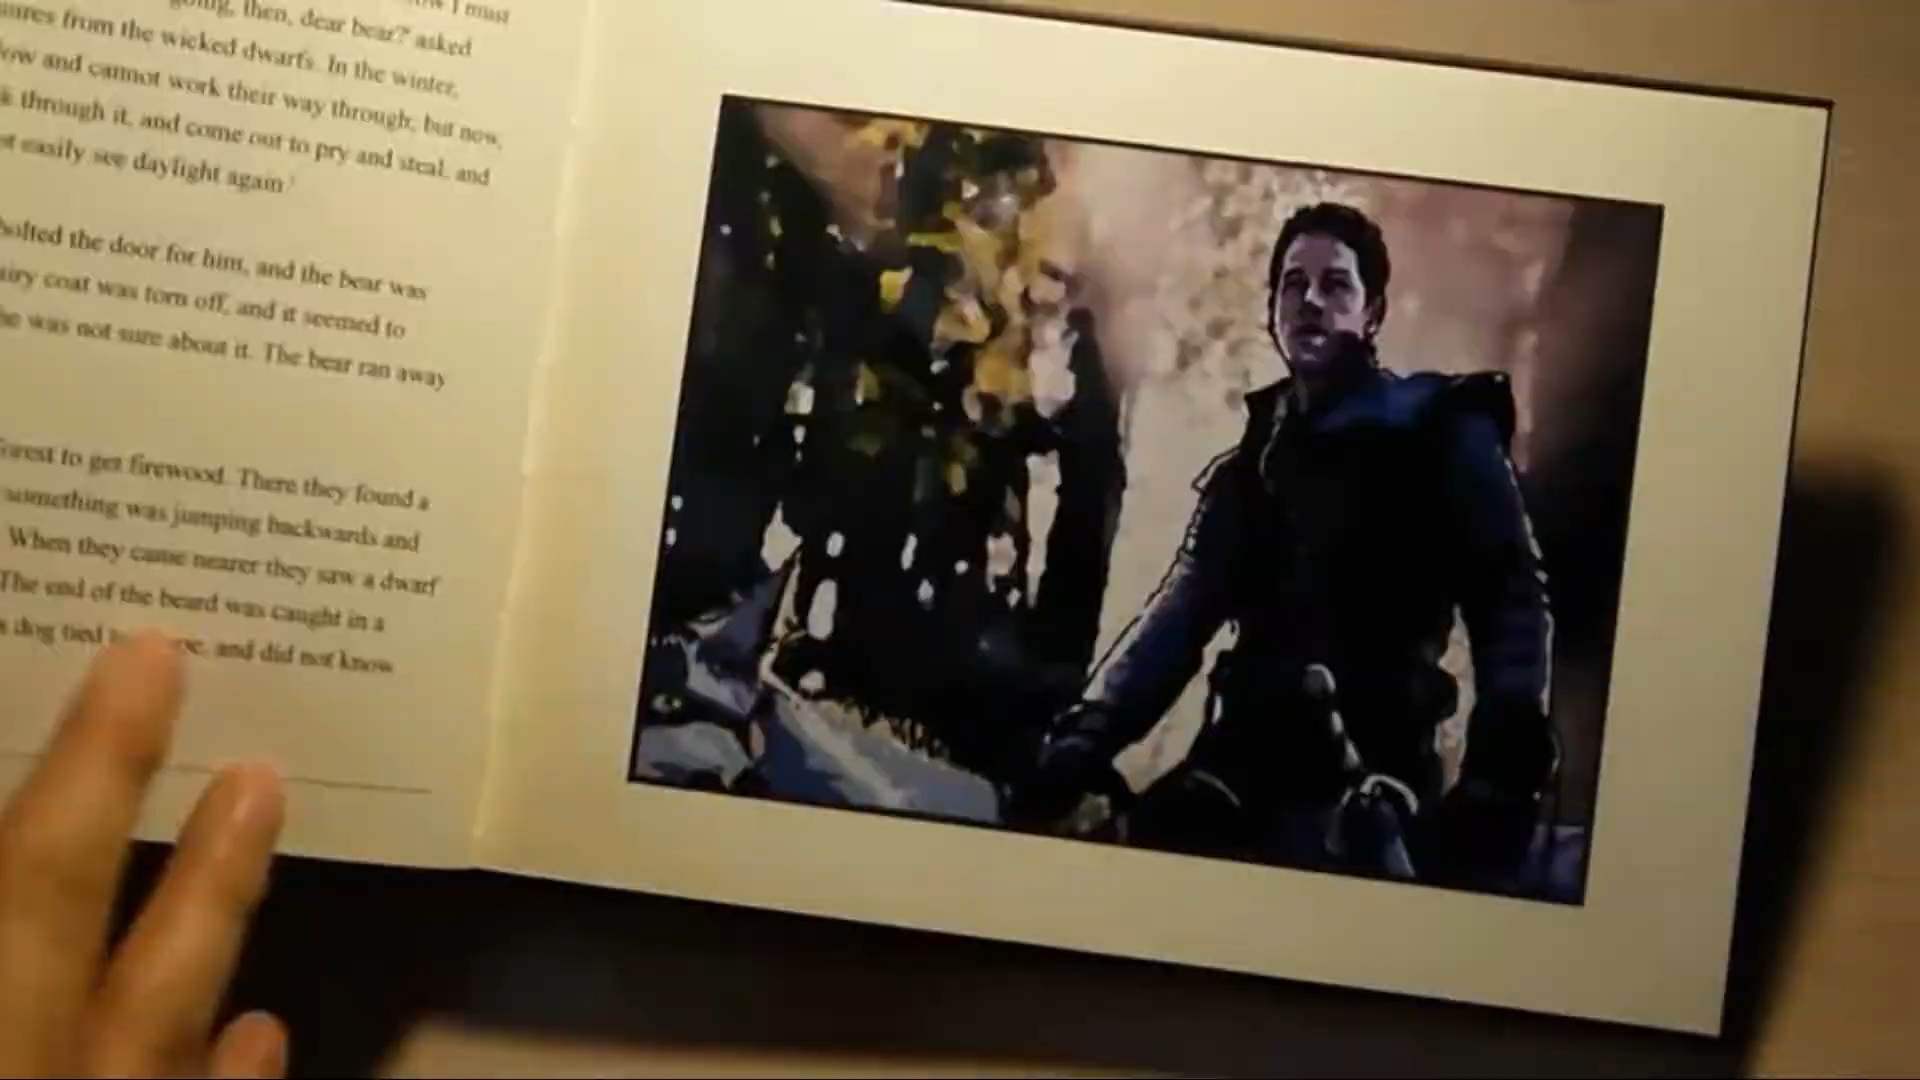 going, then, dear bear?' asked
from the wicked dwarfs. In the winter,
and cannot work their way through; but now,
through it, and come out to pry and steal, and
easily see daylight again.'
bolted the door for him, and the bear was
coat was torn off, and it seemed to
was not sure about it. The bear ran away
forest to get firewood. There they found a
something was jumping backwards and
When they came nearer they saw a dwarf
The end of the beard was caught in a
dog tied and did not know